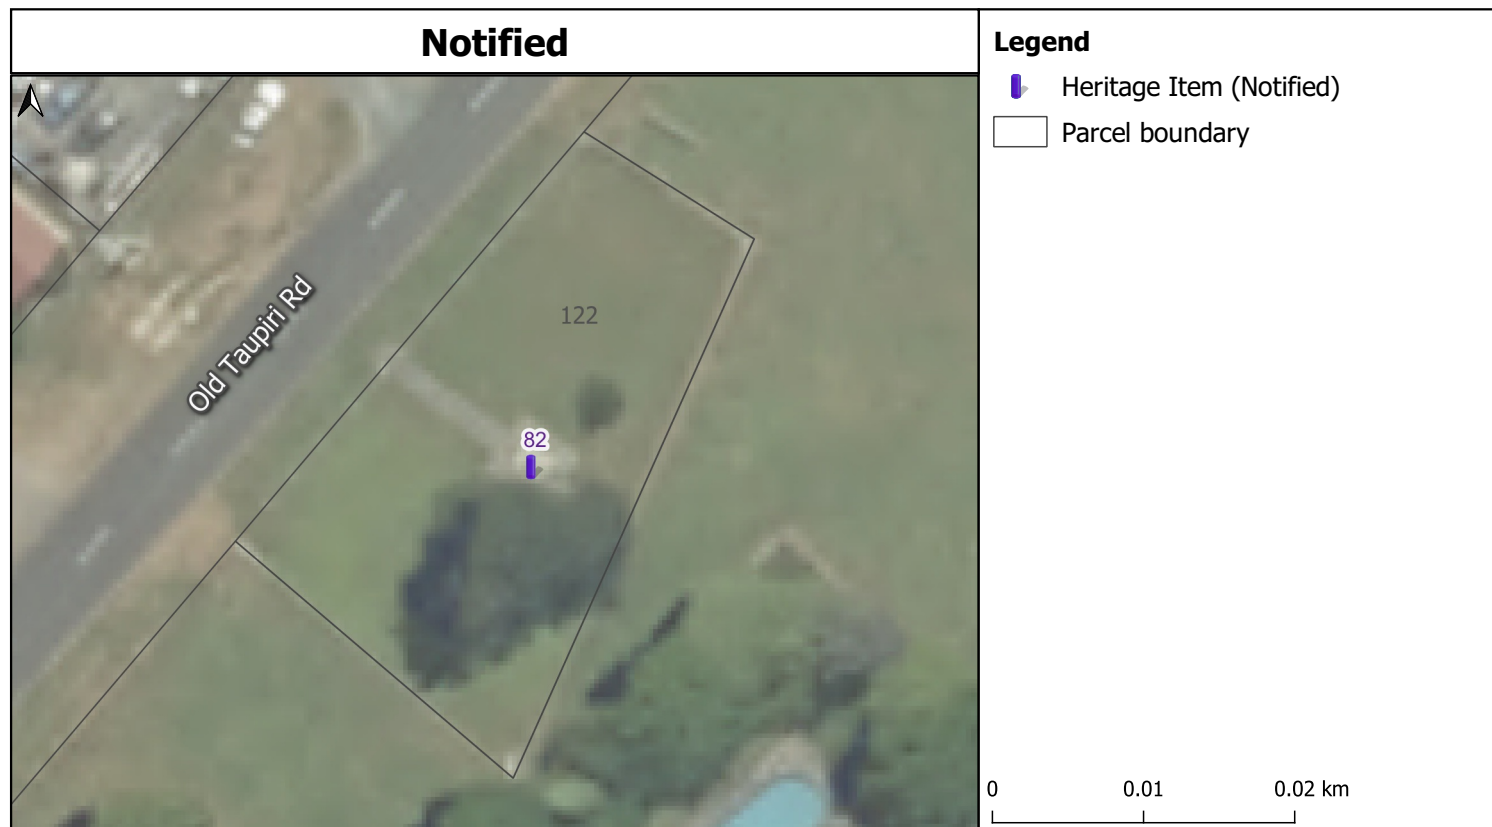 Notified
Legend
Heritage Item (Notified)
Parcel boundary
Old Taupiri Rd
122
82
0 0.01 0.02 km